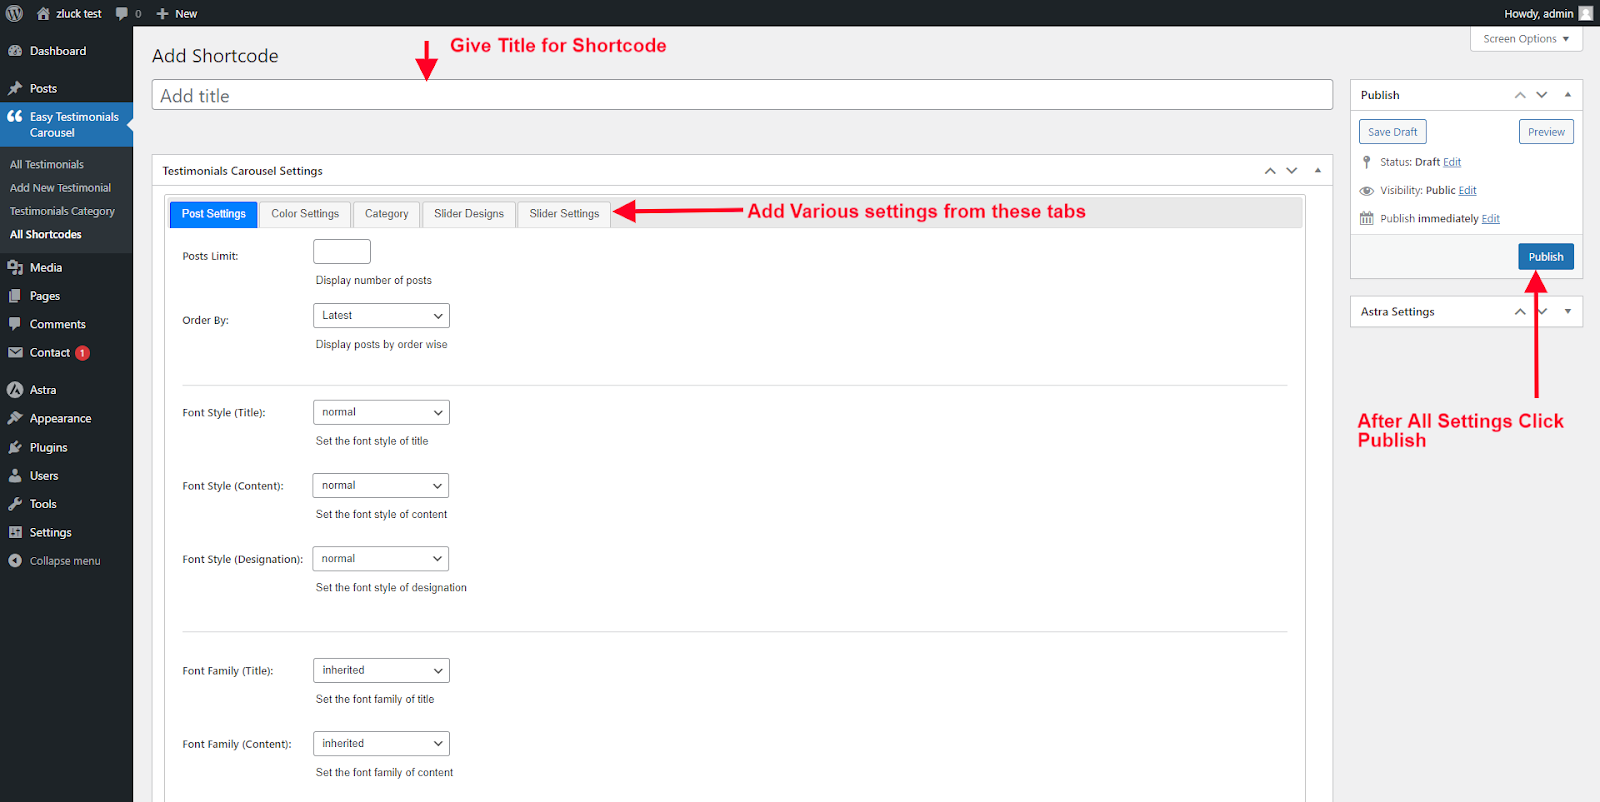 zluck test
0
New
Howdy, admin
Dashboard
Posts
Easy Testimonials
Carousel
All Testimonials
Add New Testimonial
Testimonials Category
All Shortcodes
Media
Pages
Comments
Contact 1
Astra
Appearance
Plugins
Users
Tools
Settings
Collapse menu
Screen Options
Add Shortcode
Give Title for Shortcode
Add title
Testimonials Carousel Settings
Post Settings
Color Settings
Category
Slider Designs
Slider Settings
Add Various settings from these tabs
Posts Limit:
Display number of posts
Order By:
Latest
Display posts by order wise
Font Style (Title):
normal
Set the font style of title
Font Style (Content):
normal
Set the font style of content
Font Style (Designation):
normal
Set the font style of designation
Font Family (Title):
inherited
Set the font family of title
Font Family (Content):
inherited
Set the font family of content
Publish
Save Draft
Preview
Status: Draft Edit
Visibility: Public Edit
Publish immediately Edit
Publish
Astra Settings
After All Settings Click
Publish